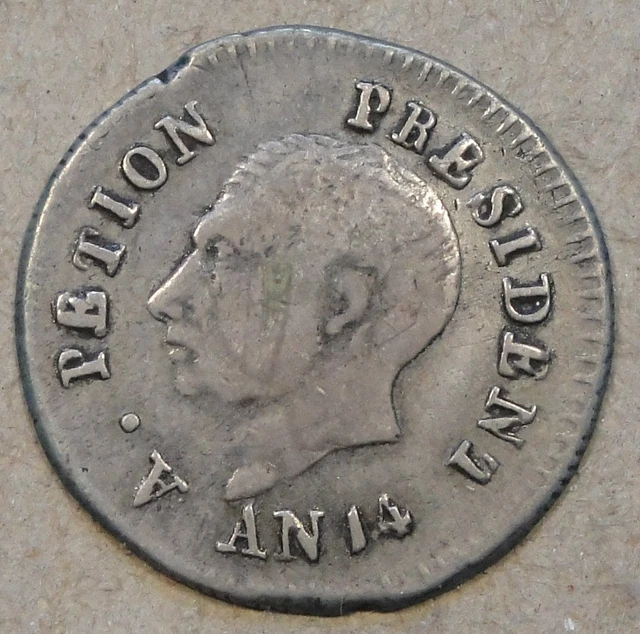 A. PETION PRESIDENT
AN 14